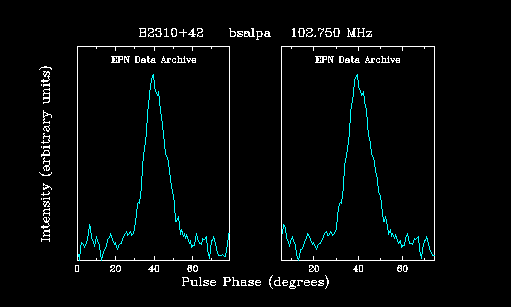 B2310+42 bsalpa 102.750 MHz
EPN Data Archive EPN Data Archive
Intensity (arbitrary units)
0 20 40 60 20 40 60
Pulse Phase (degrees)